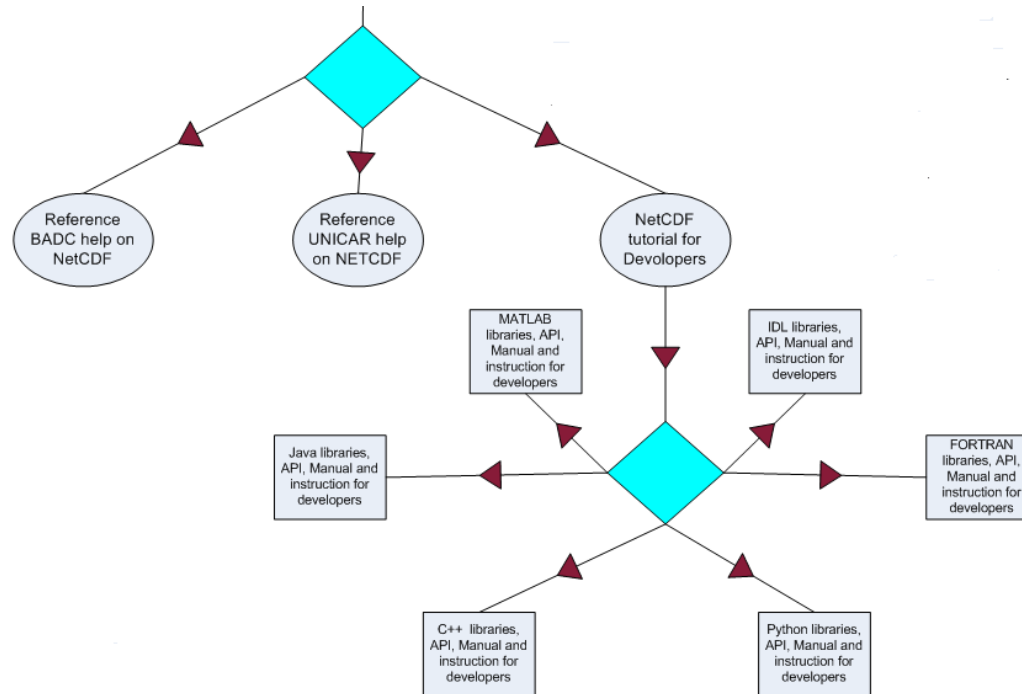 Reference
BADC help on
NetCDF
Reference
UNICAR help
on NETCDF
NetCDF
tutorial for
Devolopers
MATLAB
libraries, API,
Manual and
instruction for
developers
IDL libraries,
API, Manual and
instruction for
developers
Java libraries,
API, Manual and
instruction for
developers
FORTRAN
libraries, API,
Manual and
instruction for
developers
C++ libraries,
API, Manual and
instruction for
developers
Python libraries,
API, Manual and
instruction for
developers